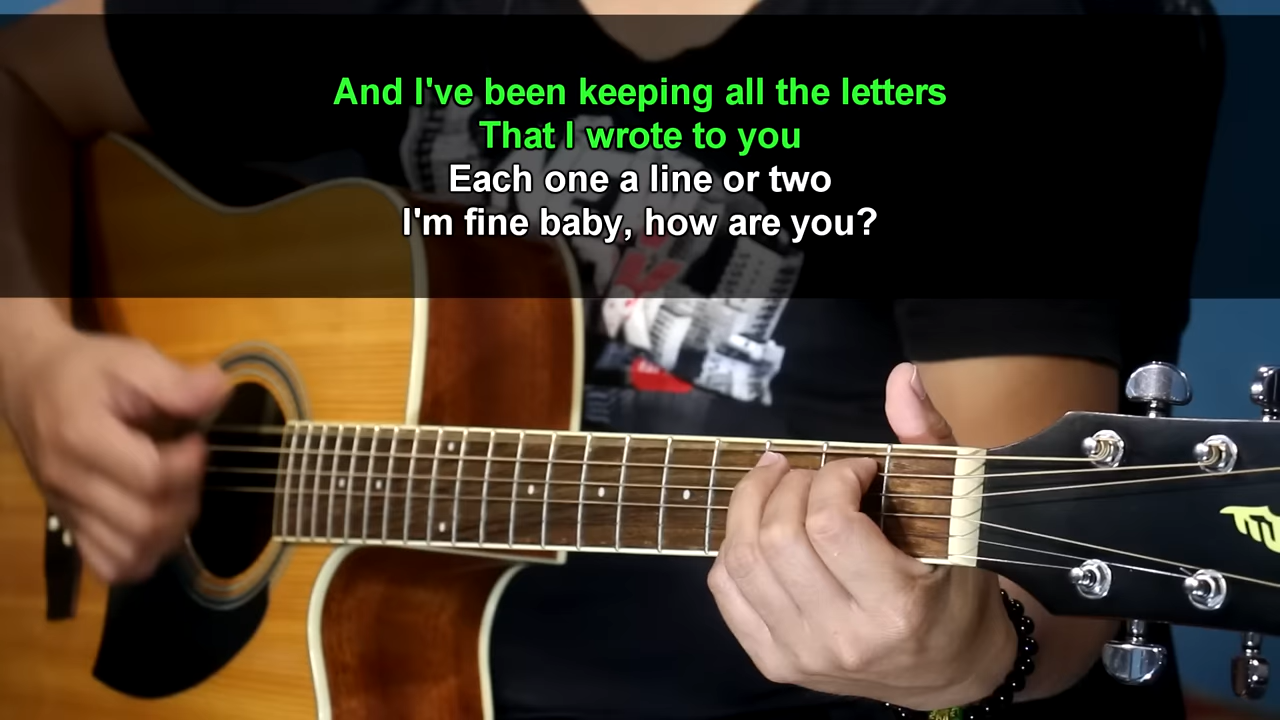 And I've been keeping all the letters
That I wrote to you
Each one a line or two
I'm fine baby, how are you?